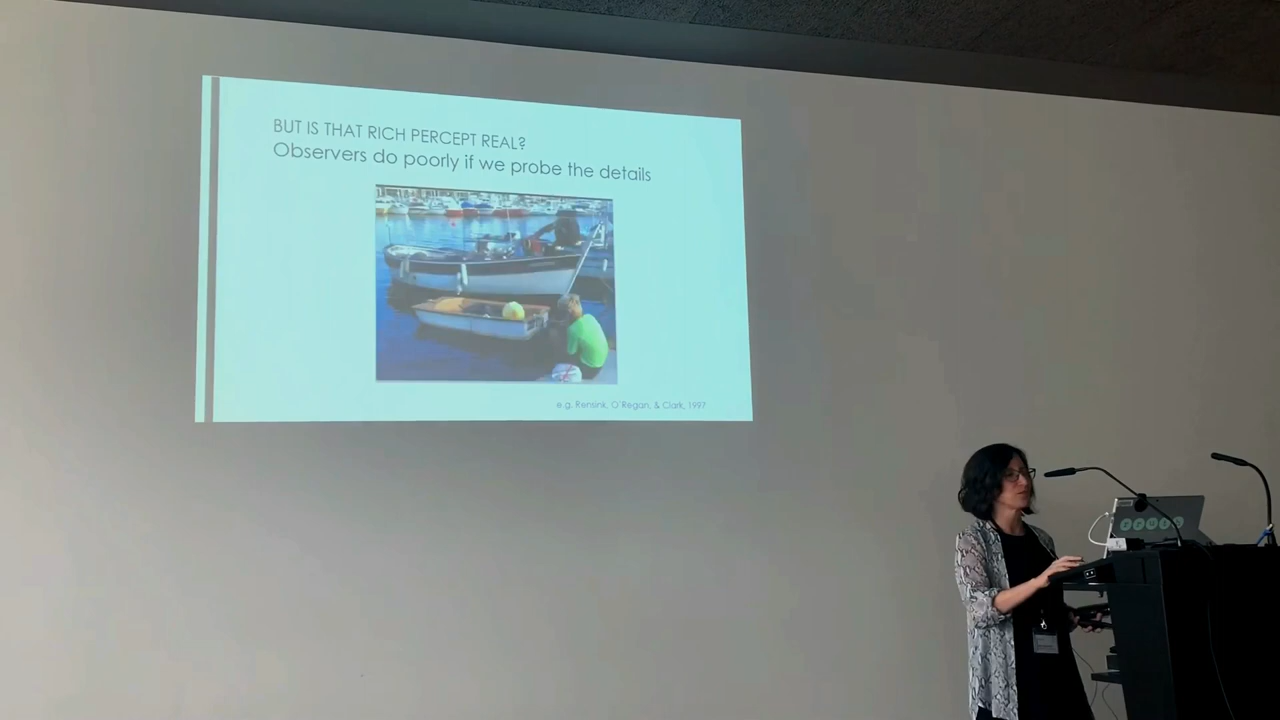 BUT IS THAT RICH PERCEPT REAL?
Observers do poorly if we probe the details
e.g. Rensink, O'Regan, & Clark, 1997